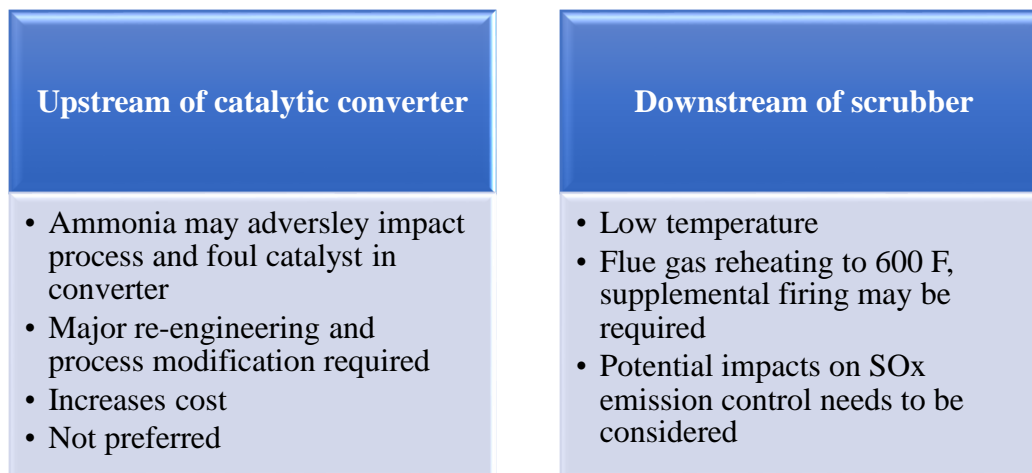 Upstream of catalytic converter
• Ammonia may adversley impact
process and foul catalyst in
converter
• Major re-engineering and
process modification required
• Increases cost
• Not preferred
Downstream of scrubber
• Low temperature
• Flue gas reheating to 600 F,
supplemental firing may be
required
• Potential impacts on SOx
emission control needs to be
considered